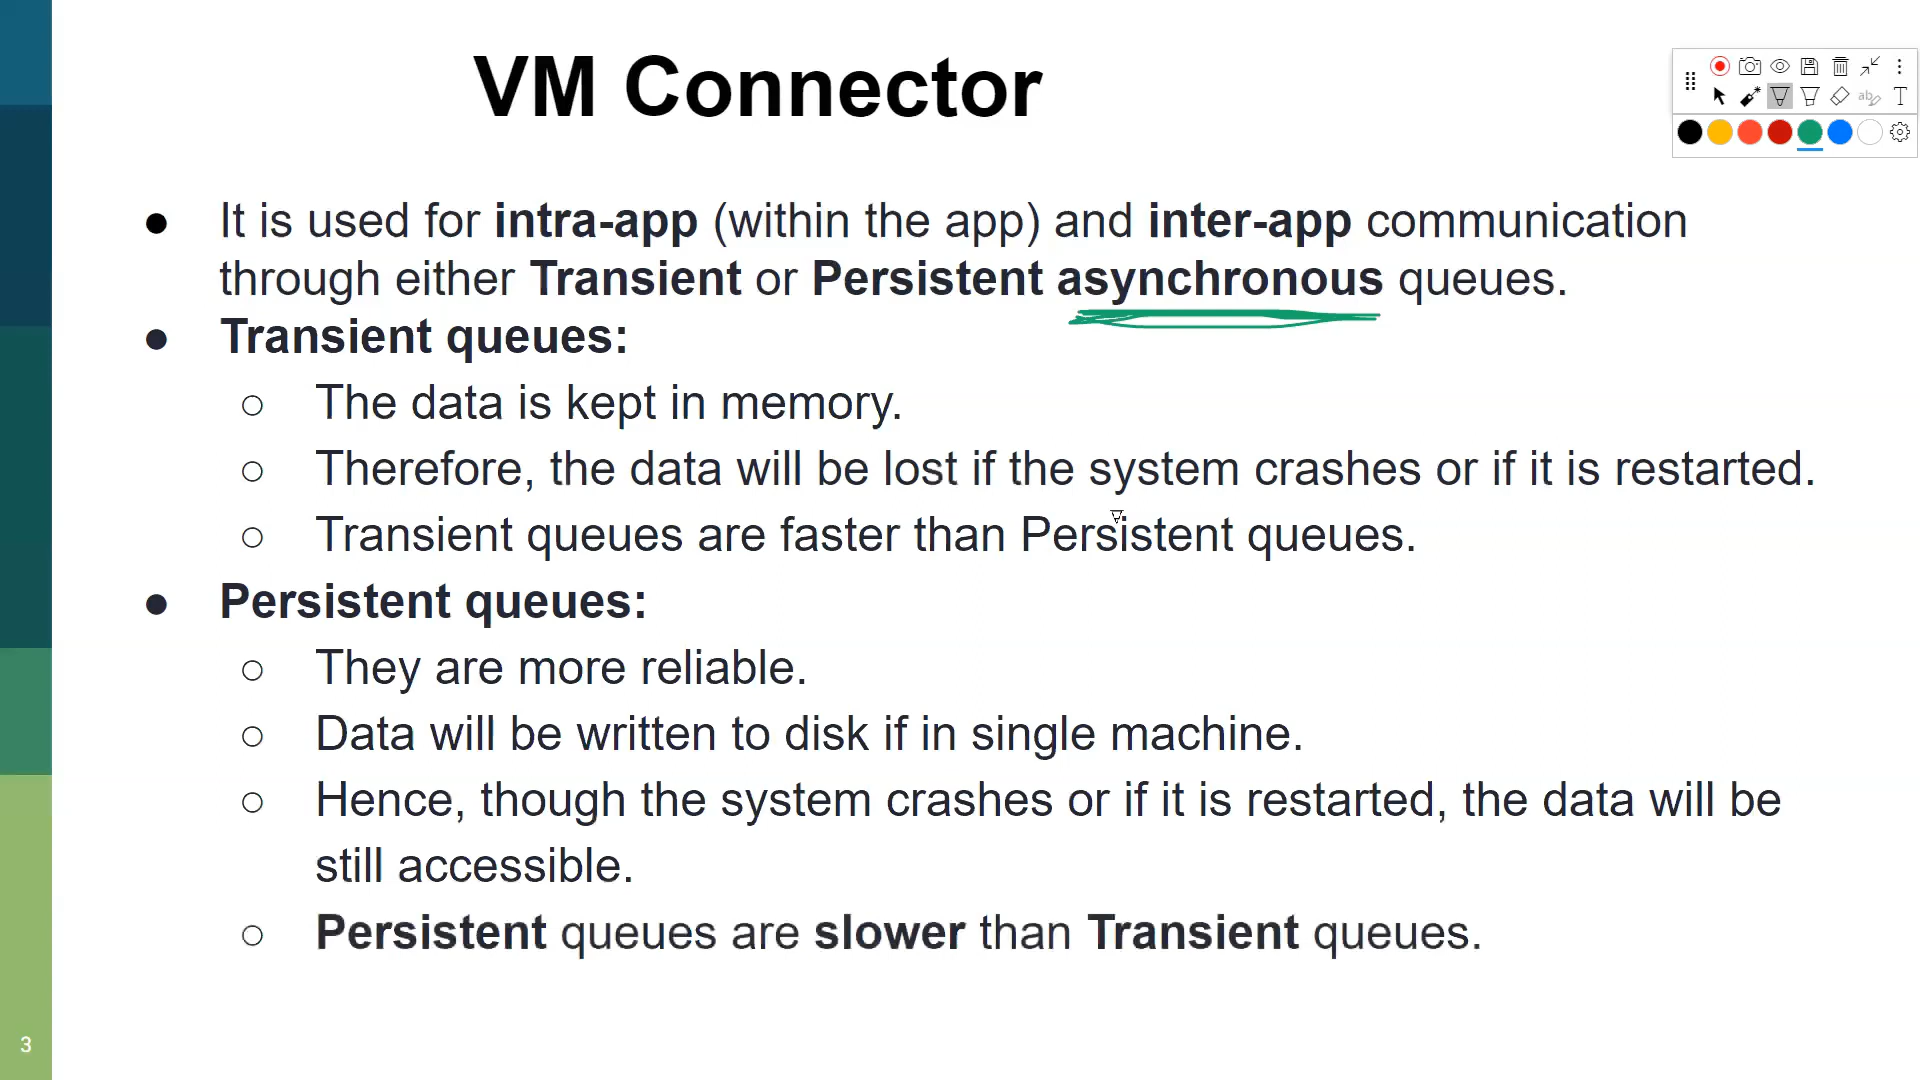 VM Connector
● It is used for intra-app (within the app) and inter-app communication
through either Transient or Persistent asynchronous queues.
● Transient queues:
○ The data is kept in memory.
○ Therefore, the data will be lost if the system crashes or if it is restarted.
○ Transient queues are faster than Persistent queues.
● Persistent queues:
○ They are more reliable.
○ Data will be written to disk if in single machine.
○ Hence, though the system crashes or if it is restarted, the data will be
still accessible.
○ Persistent queues are slower than Transient queues.
3